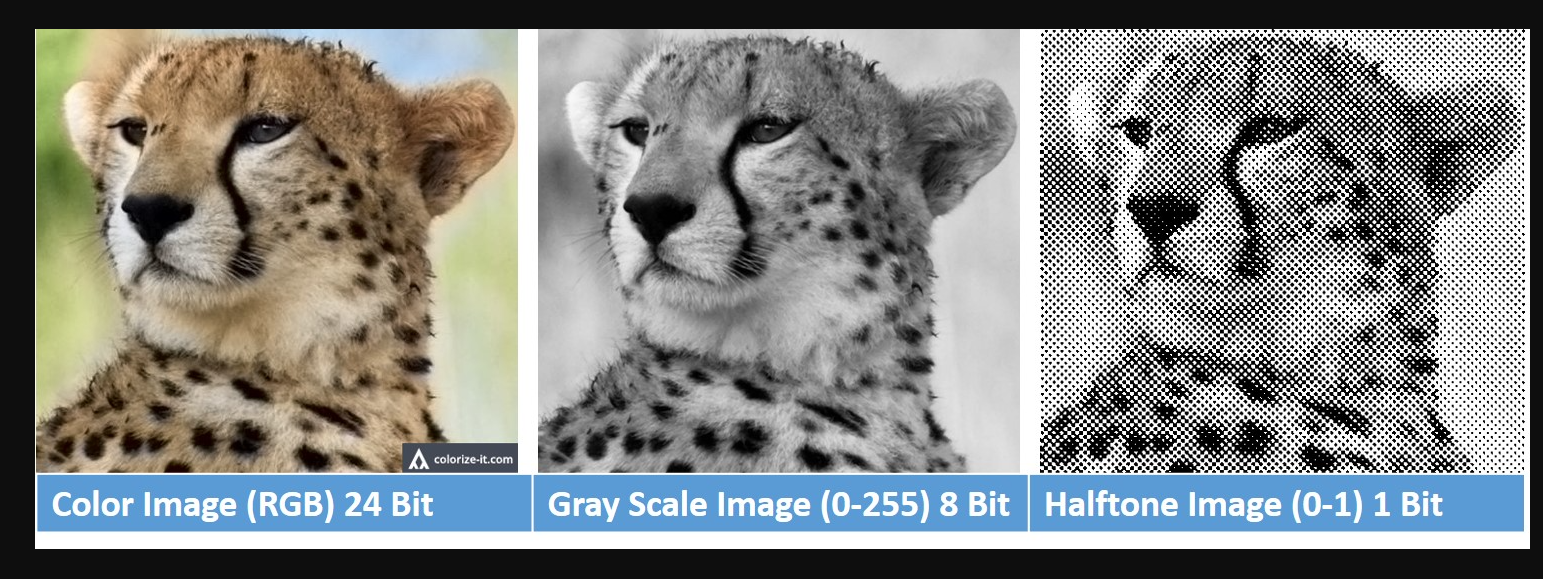 colorize-it.com
Color Image (RGB) 24 Bit
Gray Scale Image (0-255) 8 Bit
Halftone Image (0-1) 1 Bit